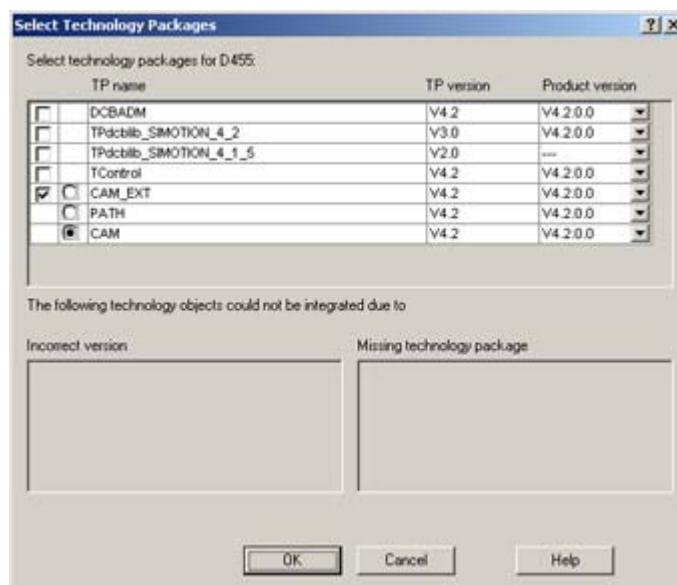 Select Technology Packages
Select technology packages for D455:
TP name TP version Product version
DCBADM V4.2 V4.2.0.0
TPdcblib_SIMOTION_4_2 V3.0 V4.2.0.0
TPdcblib_SIMOTION_4_1_5 V2.0 ---
TControl V4.2 V4.2.0.0
CAM_EXT V4.2 V4.2.0.0
PATH V4.2 V4.2.0.0
CAM V4.2 V4.2.0.0
The following technology objects could not be integrated due to
Incorrect version Missing technology package
OK Cancel Help